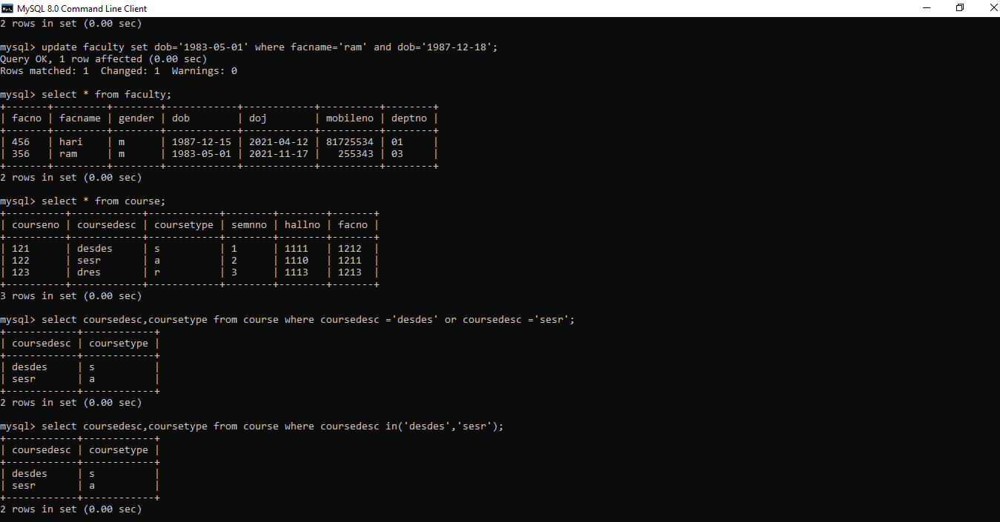 MySQL 8.0 Command Line Client
2 rows in set (0.00 sec)
mysql> update faculty set dob='1983-05-01' where facname='ram' and dob='1987-12-18';
Query OK, 1 row affected (0.00 sec)
Rows matched: 1  Changed: 1  Warnings: 0
mysql> select * from faculty;
+-------+---------+--------+------------+------------+----------+--------+
| facno | facname | gender | dob        | doj        | mobileno | deptno |
+-------+---------+--------+------------+------------+----------+--------+
| 456   | hari    | m      | 1987-12-15 | 2021-04-12 | 81725534 | 01     |
| 356   | ram     | m      | 1983-05-01 | 2021-11-17 |   255343 | 03     |
+-------+---------+--------+------------+------------+----------+--------+
2 rows in set (0.00 sec)
mysql> select * from course;
+----------+------------+------------+--------+--------+-------+
| courseno | coursedesc | coursetype | semnno | hallno | facno |
+----------+------------+------------+--------+--------+-------+
| 121      | desdes     | s          | 1      | 1111   | 1212  |
| 122      | sesr       | a          | 2      | 1110   | 1211  |
| 123      | dres       | r          | 3      | 1113   | 1213  |
+----------+------------+------------+--------+--------+-------+
3 rows in set (0.00 sec)
mysql> select coursedesc,coursetype from course where coursedesc ='desdes' or coursedesc ='sesr';
+------------+------------+
| coursedesc | coursetype |
+------------+------------+
| desdes     | s          |
| sesr       | a          |
+------------+------------+
2 rows in set (0.00 sec)
mysql> select coursedesc,coursetype from course where coursedesc in('desdes','sesr');
+------------+------------+
| coursedesc | coursetype |
+------------+------------+
| desdes     | s          |
| sesr       | a          |
+------------+------------+
2 rows in set (0.00 sec)